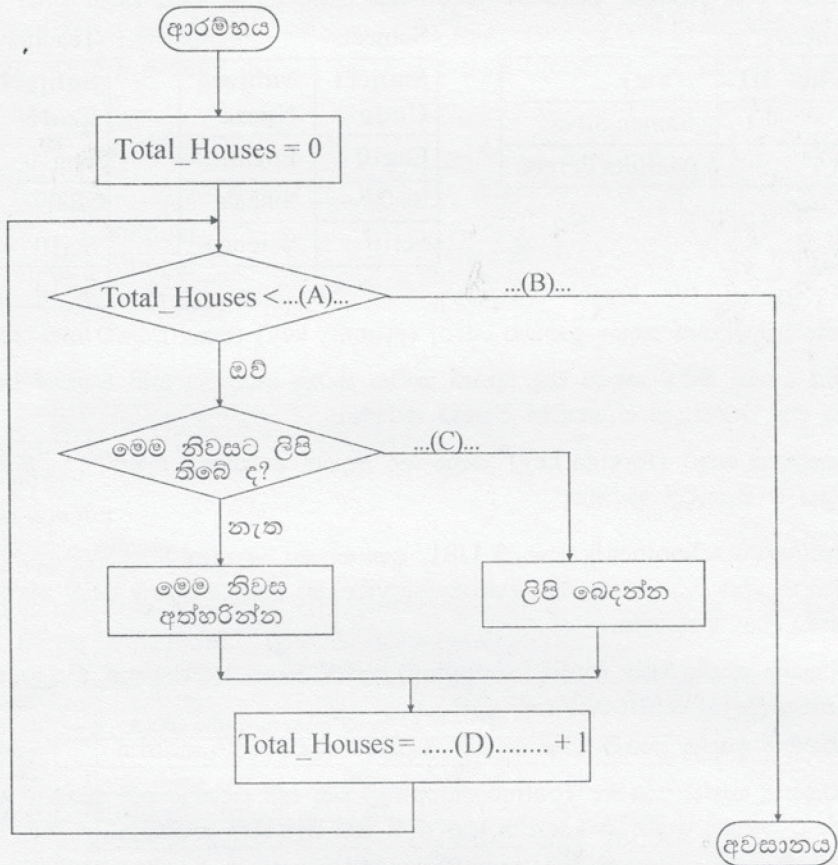 ආරම්භය
Total_Houses = 0
Total_Houses < ...(A)...
...(B)...
ඔව්
මෙම නිවසට ලිපි
තිබේ ද?
...(C)...
නැත
මෙම නිවස
අත්හරින්න
ලිපි බෙදන්න
Total_Houses = .....(D)........ + 1
අවසානය